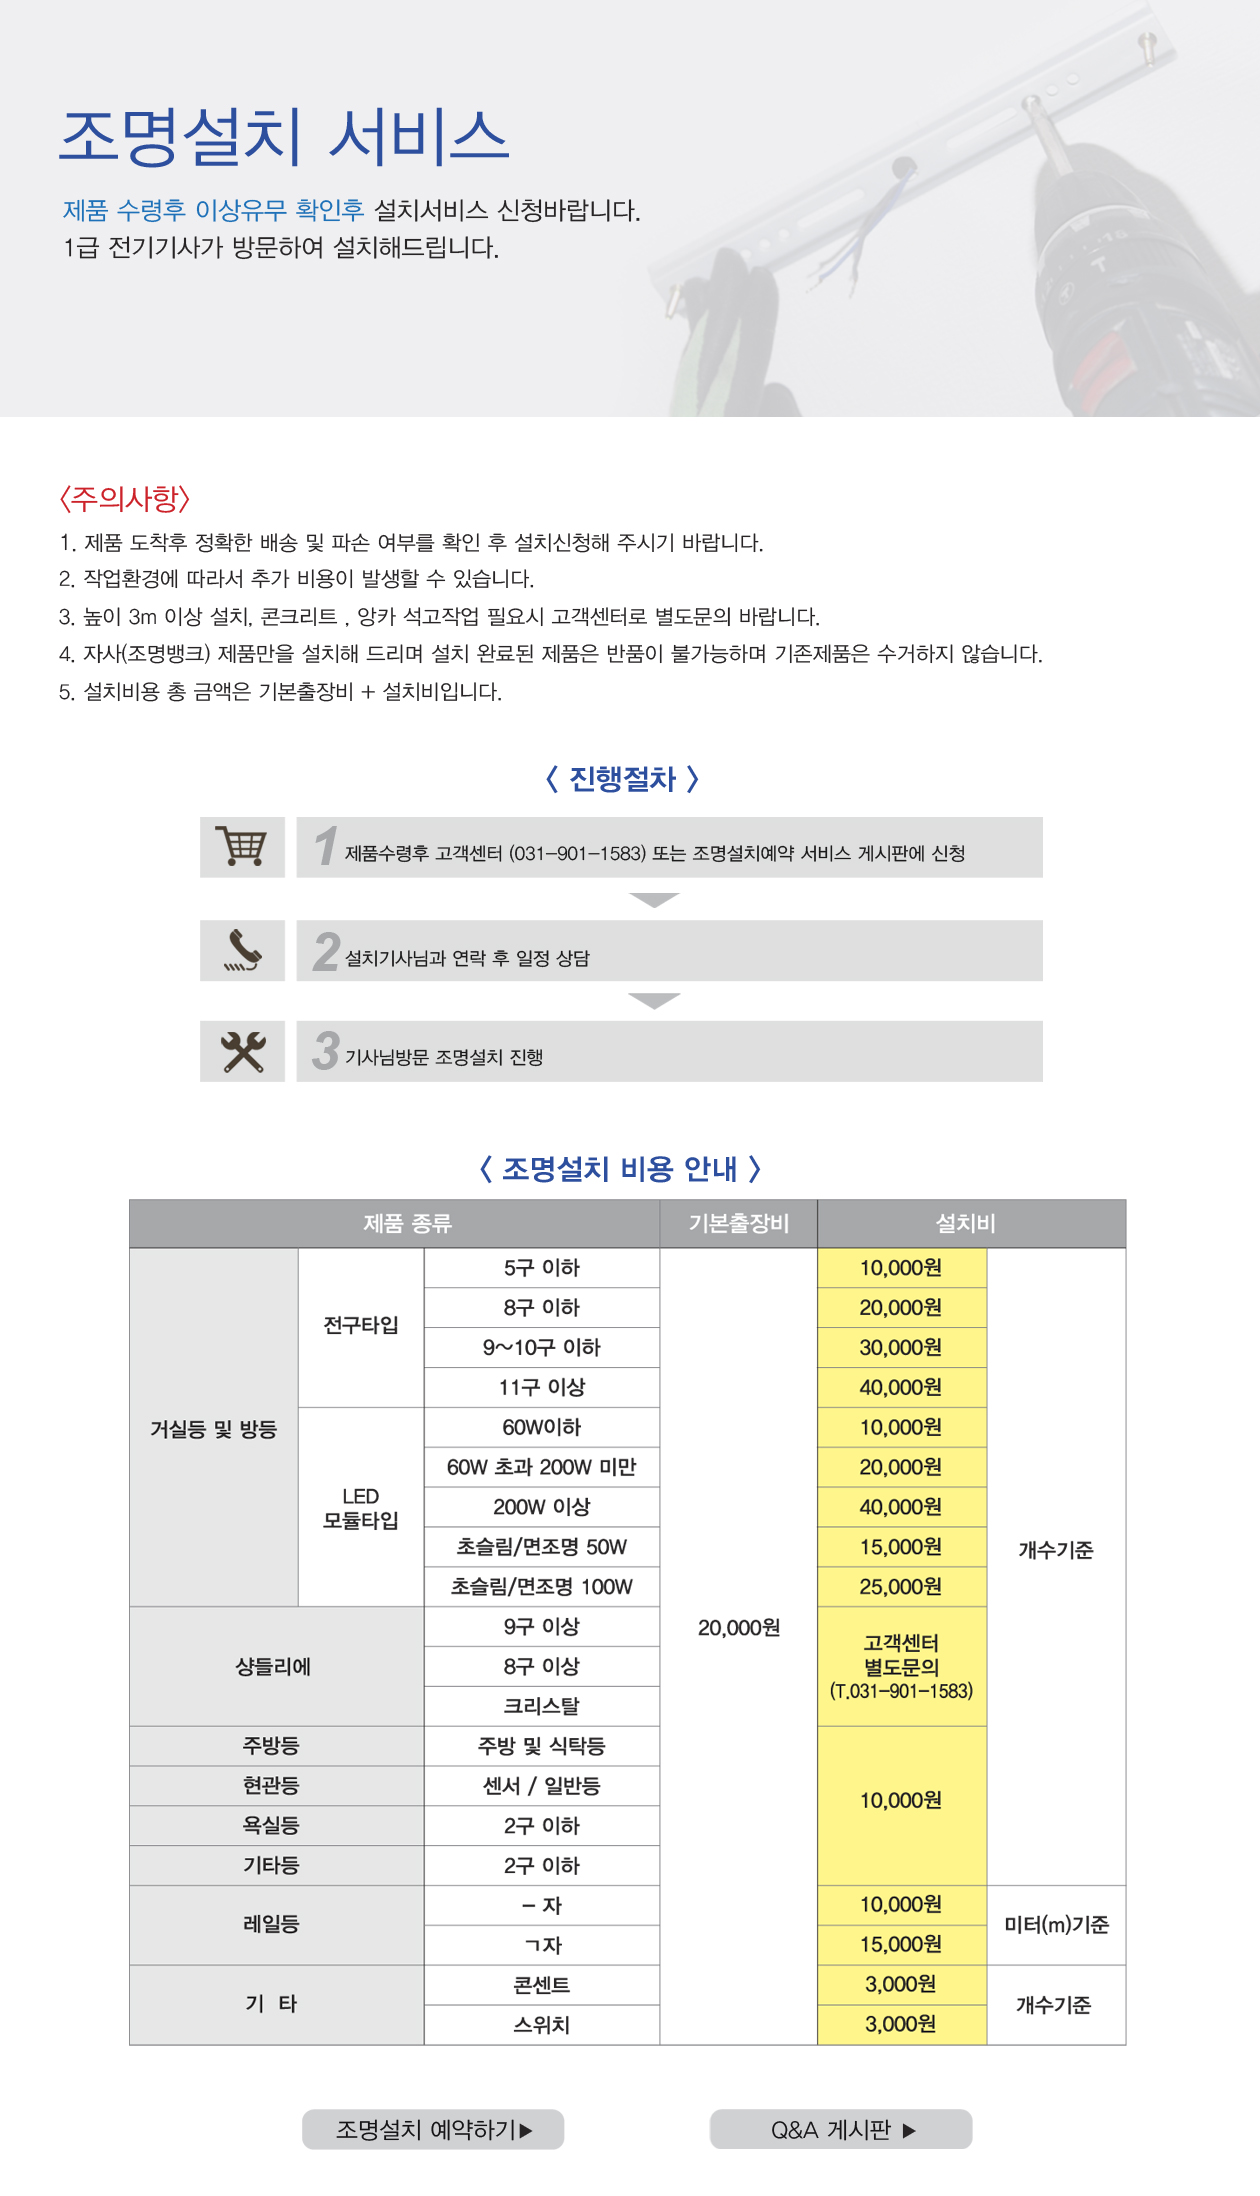 조명설치 서비스
제품 수령후 이상유무 확인후 설치서비스 신청바랍니다.
1급 전기기사가 방문하여 설치해드립니다.
<주의사항>
1. 제품 도착후 정확한 배송 및 파손 여부를 확인 후 설치신청해 주시기 바랍니다.
2. 작업환경에 따라서 추가 비용이 발생할 수 있습니다.
3. 높이 3m 이상 설치, 콘크리트 , 앙카 석고작업 필요시 고객센터로 별도문의 바랍니다.
4. 자사(조명뱅크) 제품만을 설치해 드리며 설치 완료된 제품은 반품이 불가능하며 기존제품은 수거하지 않습니다.
5. 설치비용 총 금액은 기본출장비 + 설치비입니다.
< 진행절차 >
1 제품수령후 고객센터 (031-901-1583) 또는 조명설치예약 서비스 게시판에 신청
2 설치기사님과 연락 후 일정 상담
3 기사님방문 조명설치 진행
< 조명설치 비용 안내 >
제품 종류 기본출장비 설치비
거실등 및 방등
전구타입
5구 이하 10,000원
8구 이하 20,000원
9~10구 이하 30,000원
11구 이상 40,000원
LED
모듈타입
60W이하 10,000원
60W 초과 200W 미만 20,000원
200W 이상 40,000원
초슬림/면조명 50W 15,000원
초슬림/면조명 100W 25,000원
개수기준
20,000원
샹들리에
9구 이상
8구 이상
크리스탈
고객센터
별도문의
(T.031-901-1583)
주방등 주방 및 식탁등
현관등 센서 / 일반등
욕실등 2구 이하
기타등 2구 이하
10,000원
레일등
- 자 10,000원
ㄱ자 15,000원
미터(m)기준
기 타
콘센트 3,000원
스위치 3,000원
개수기준
조명설치 예약하기▶
Q&A 게시판 ▶